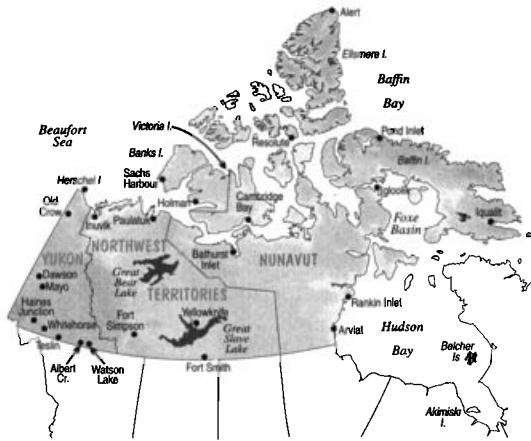 Alert
Ellsmere I.
Baffin
Bay
Beaufort
Sea
Victoria I.
Resolute
Pond Inlet
Banks I.
Baffin I.
Sachs
Harbour
Herschel I
Igloolik
Holman
Cambridge
Bay
Old
Crow
Foxe
Basin
Iqualit
Inuvik
Paulatuk
NORTHWEST
Bathurst
Inlet
NUNAVUT
YUKON
Great
Bear
Lake
Dawson
Mayo
TERRITORIES
Rankin Inlet
Haines
Junction
Yellowknife
Whitehorse
Fort
Simpson
Great
Slave
Lake
Arviat
Hudson
Bay
Teslin
Belcher
Is
Albert
Cr.
Watson
Lake
Fort Smith
Akimiski
I.